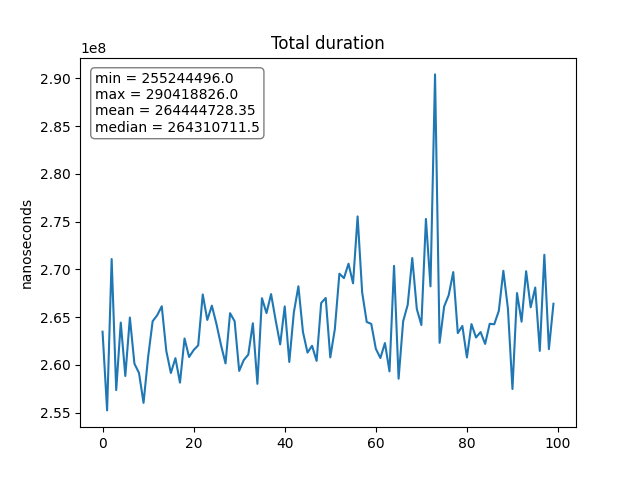 Total duration
1e8
min = 255244496.0
max = 290418826.0
mean = 264444728.35
median = 264310711.5
2.90
2.85
2.80
2.75
2.70
2.65
2.60
2.55
nanoseconds
0 20 40 60 80 100